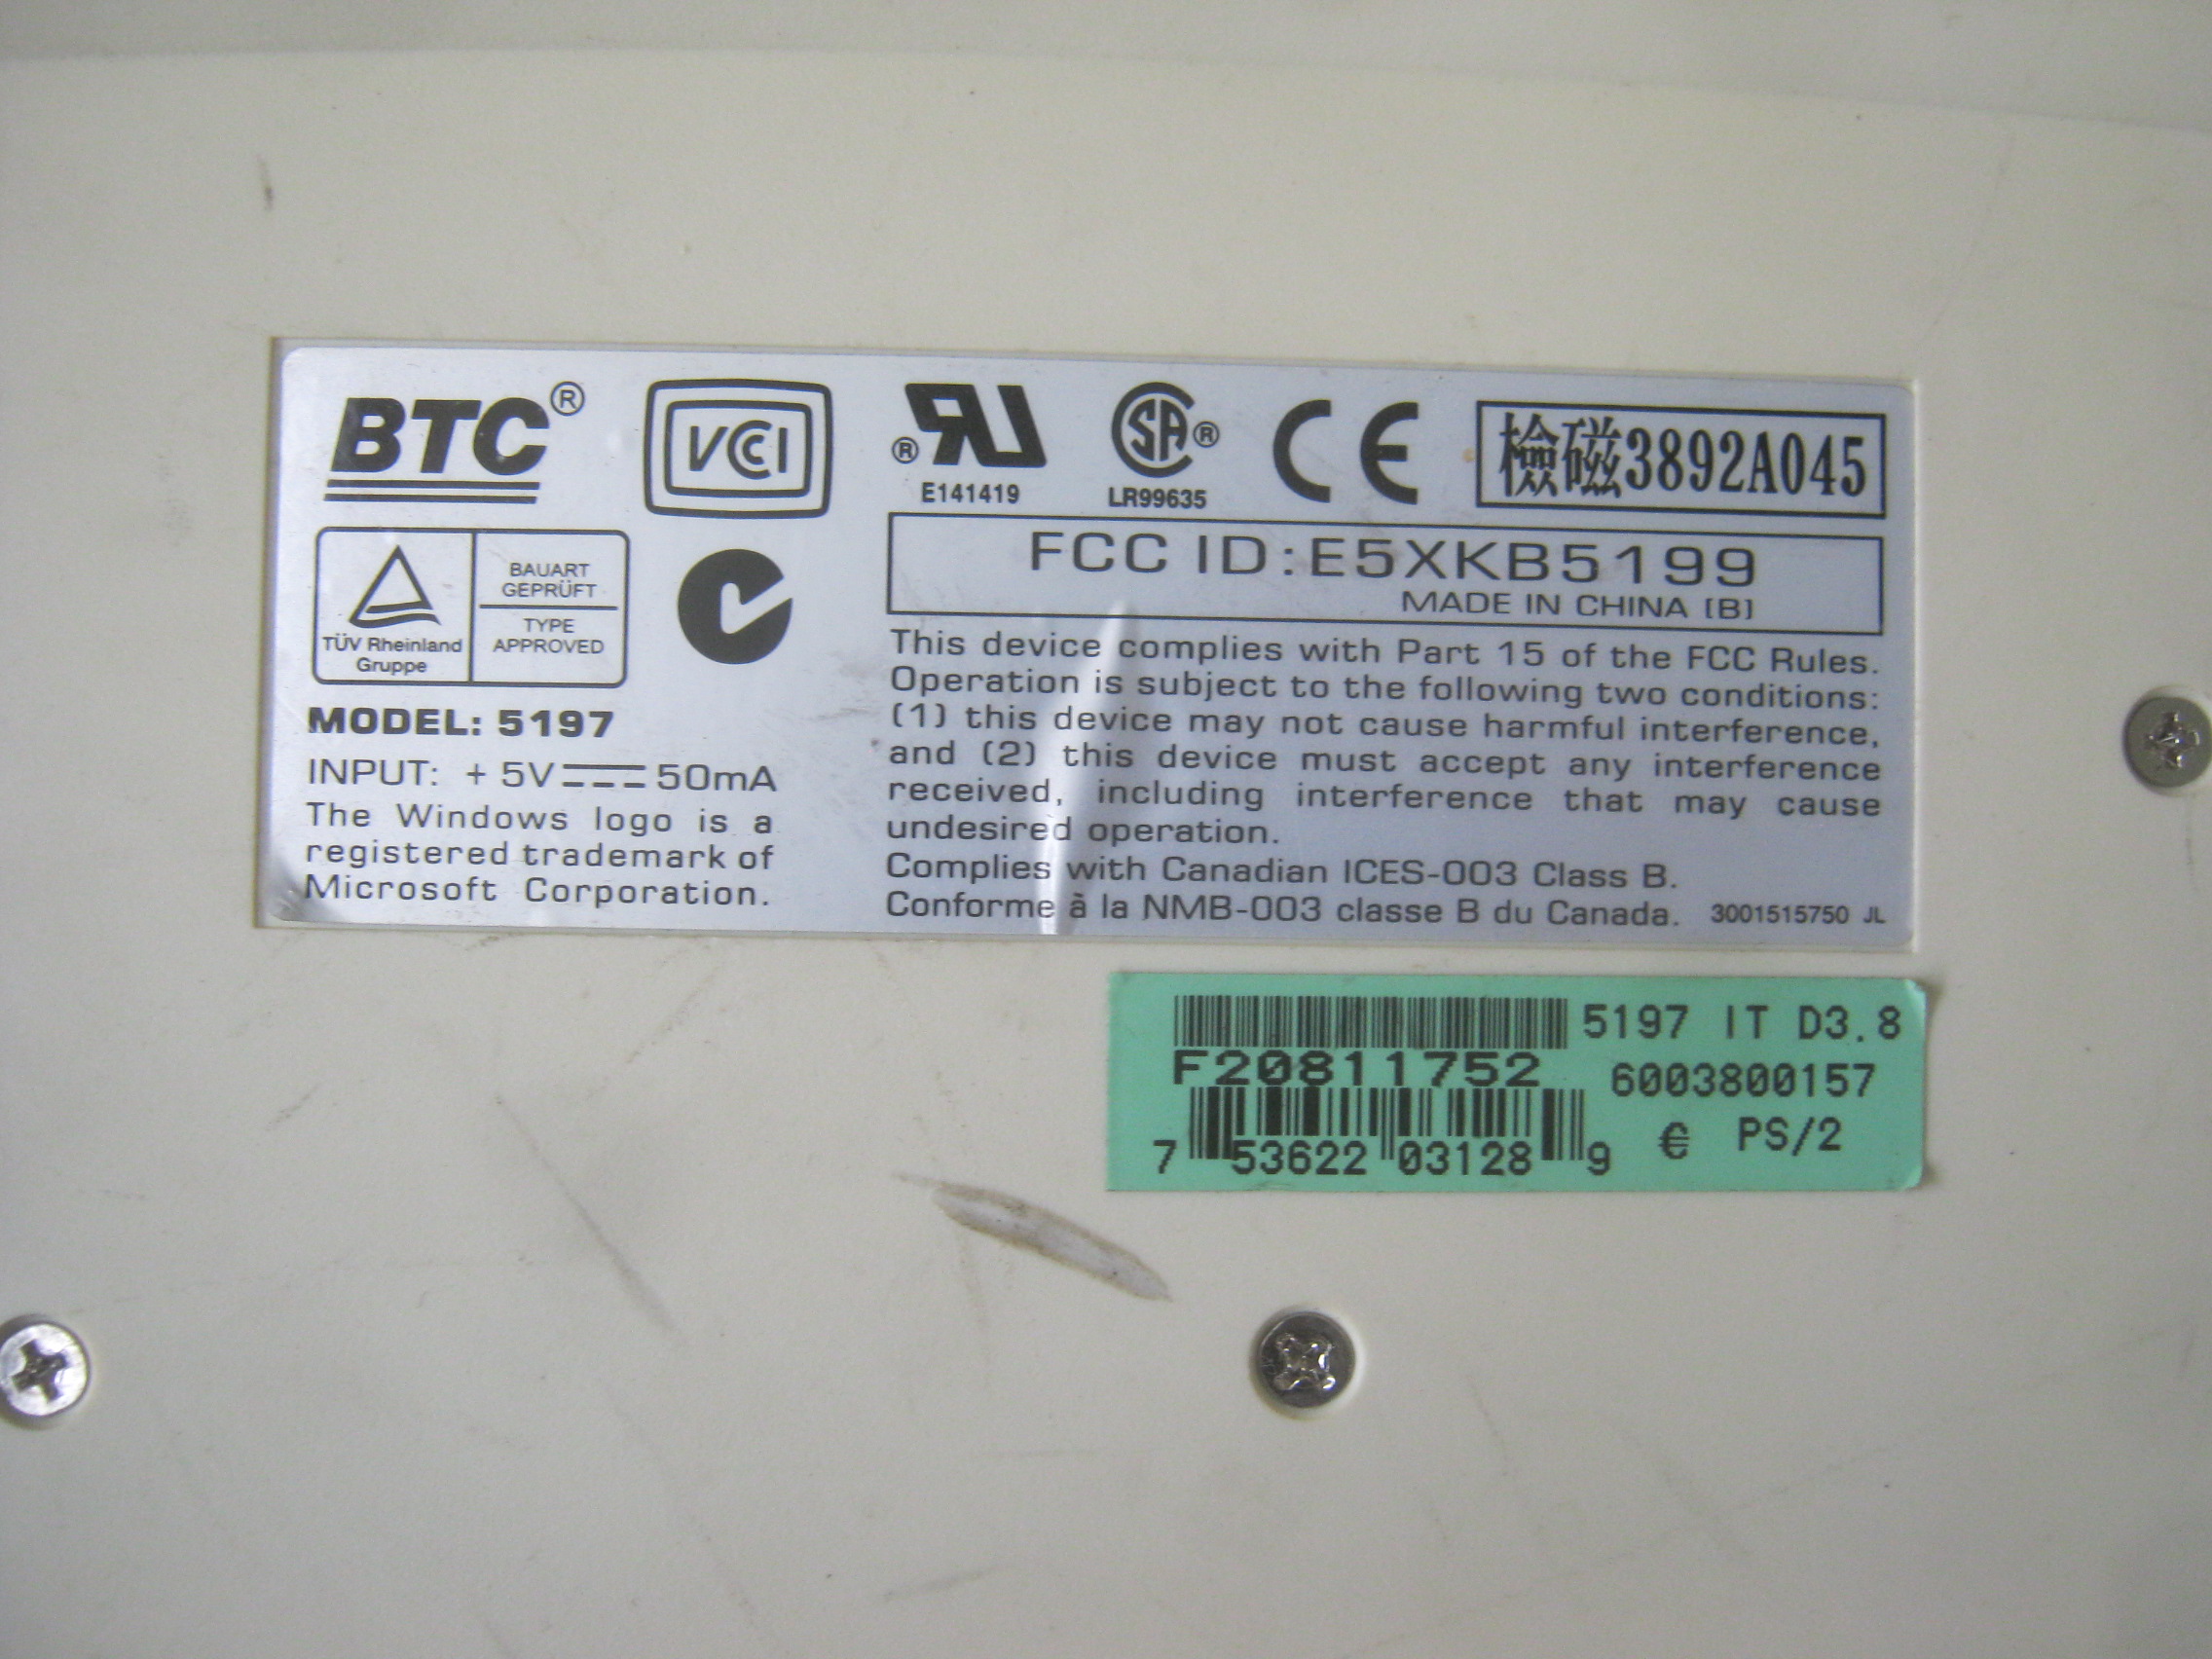 BTC®
VCCI
® RU
E141419
SA ®
LR99635
CE
檢磁3892A045
TÜV Rheinland
Gruppe
BAUART
GEPRÜFT
TYPE
APPROVED
FCC ID:E5XKB5199
MADE IN CHINA (B)
MODEL: 5197
INPUT: + 5V 50mA
The Windows logo is a
registered trademark of
Microsoft Corporation.
This device complies with Part 15 of the FCC Rules.
Operation is subject to the following two conditions:
(1) this device may not cause harmful interference,
and (2) this device must accept any interference
received, including interference that may cause
undesired operation.
Complies with Canadian ICES-003 Class B.
Conforme à la NMB-003 classe B du Canada. 3001515750 JL
5197 IT D3.8
F20811752
6003800157
7 53622 03128 9
€ PS/2